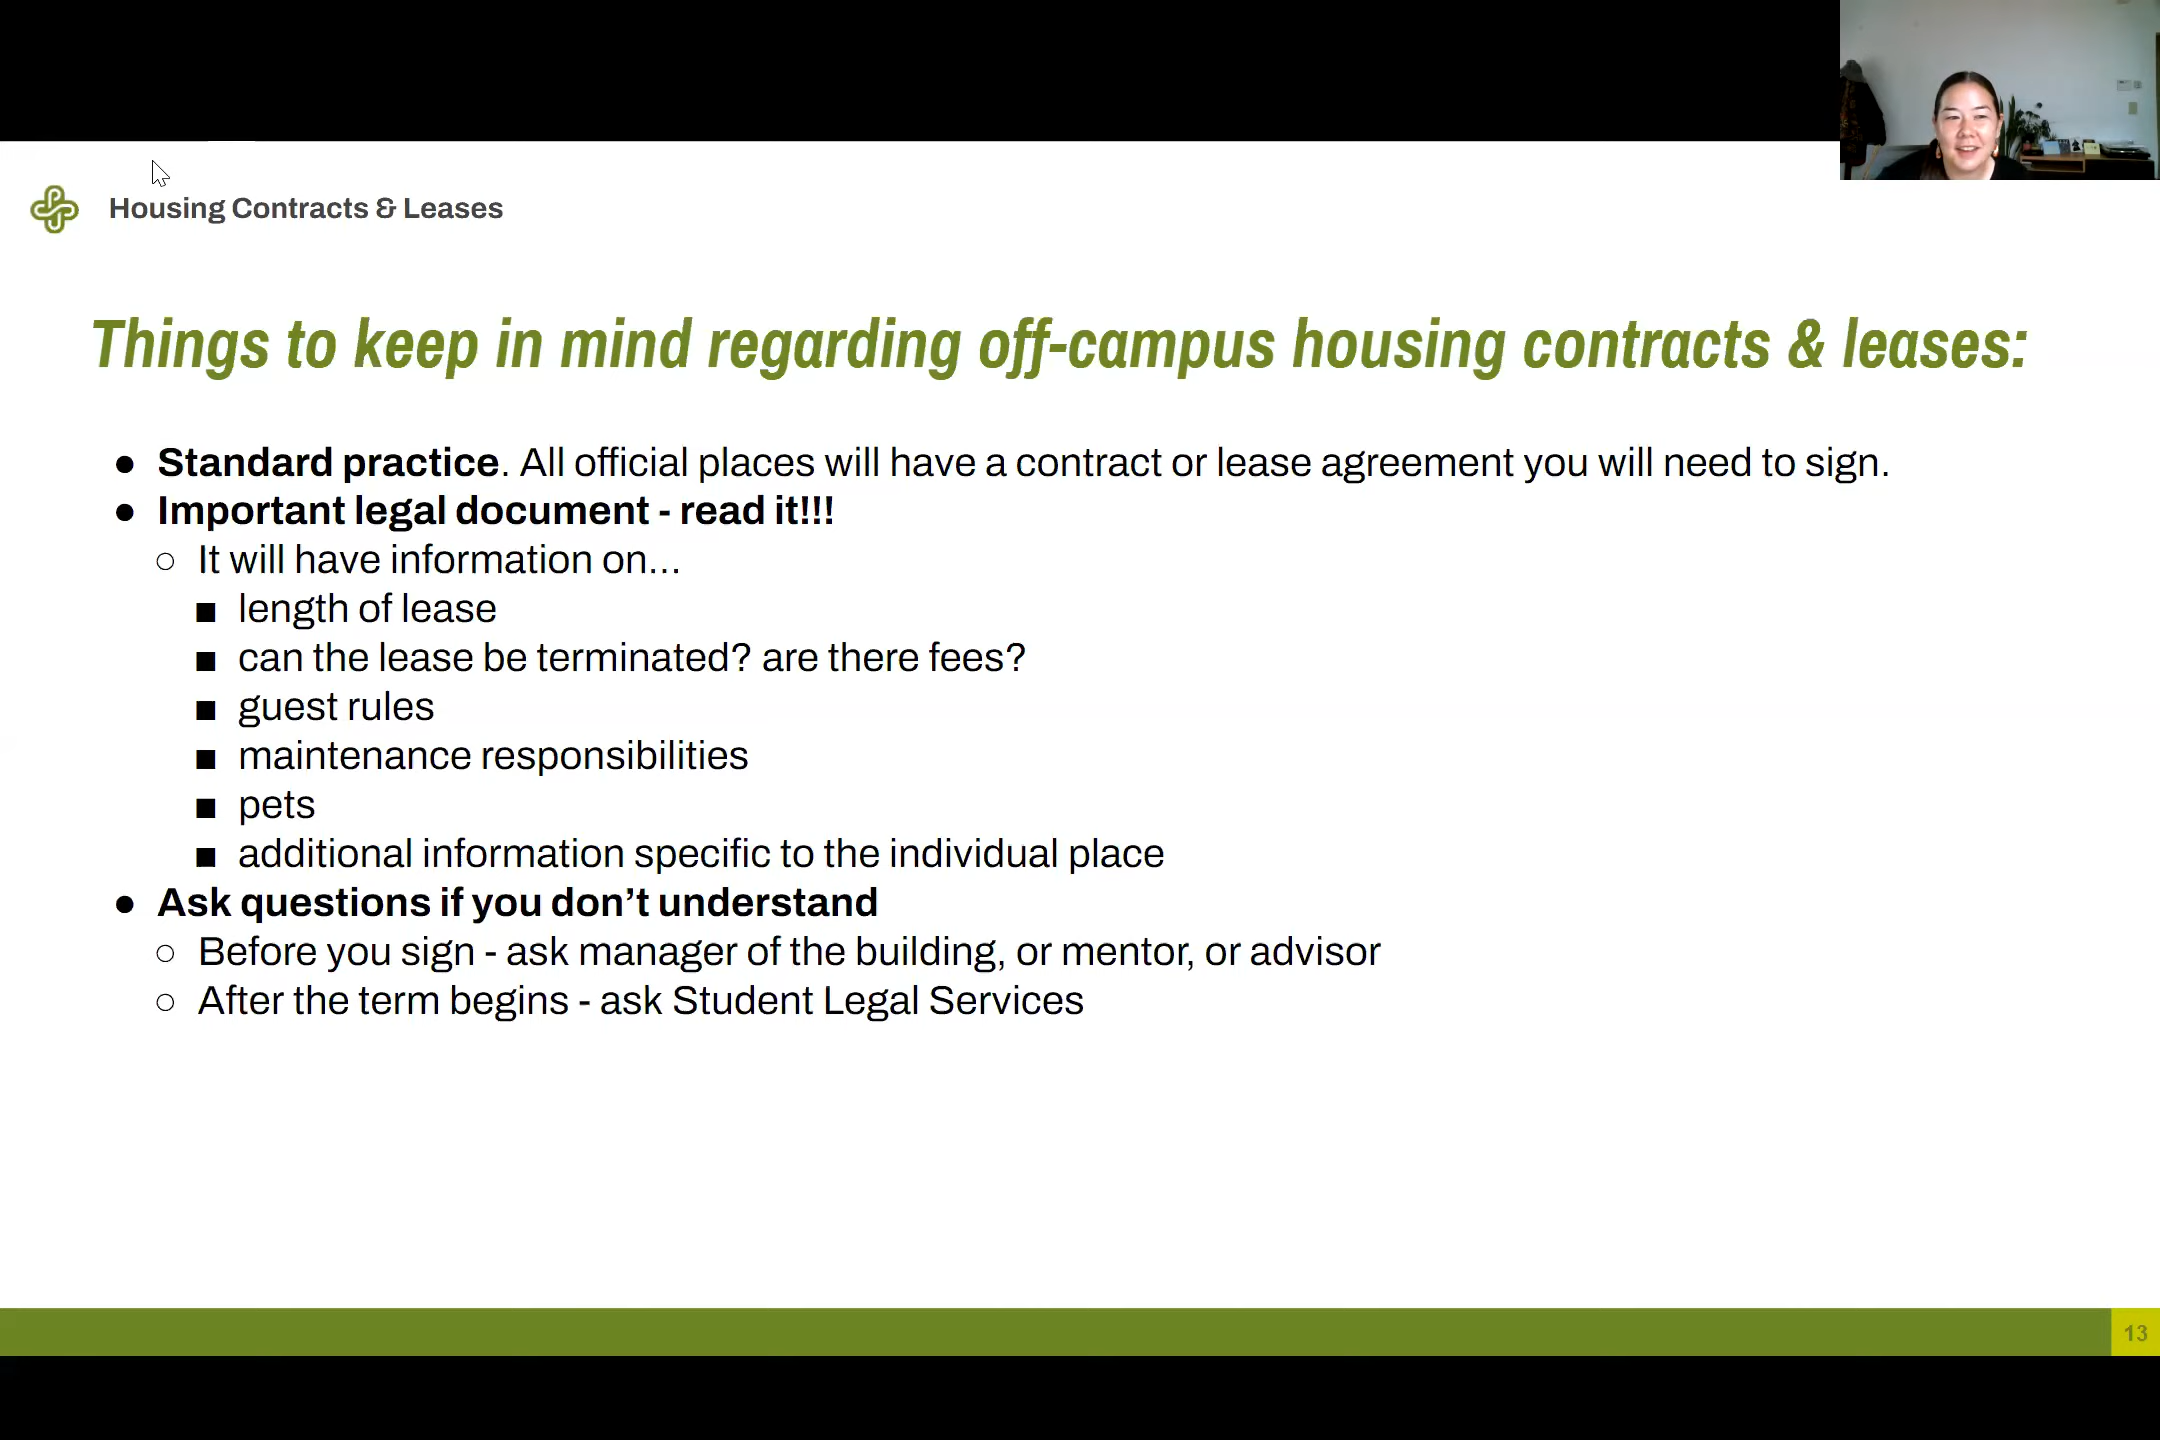 Housing Contracts & Leases
Things to keep in mind regarding off-campus housing contracts & leases:
● Standard practice. All official places will have a contract or lease agreement you will need to sign.
● Important legal document - read it!!!
○ It will have information on...
■ length of lease
■ can the lease be terminated? are there fees?
■ guest rules
■ maintenance responsibilities
■ pets
■ additional information specific to the individual place
● Ask questions if you don’t understand
○ Before you sign - ask manager of the building, or mentor, or advisor
○ After the term begins - ask Student Legal Services
13